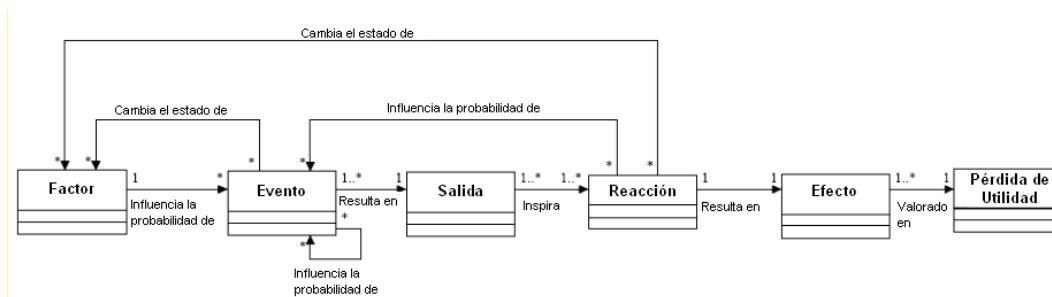 Cambia el estado de
Cambia el estado de
Influencia la probabilidad de
* * * * * *
Factor 1 * Evento 1..* 1 Salida 1..* 1..* Reacción 1 1 Efecto 1..* 1 Pérdida de
Utilidad
Influencia la
probabilidad de
Resulta en
Inspira
Resulta en
Valorado
en
*
*
Influencia la
probabilidad de